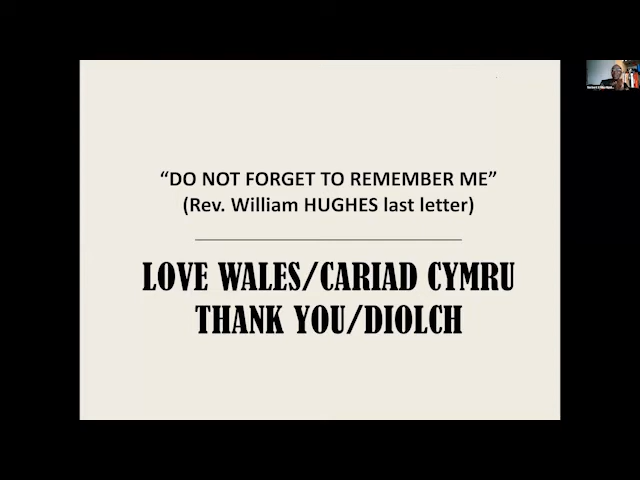 “DO NOT FORGET TO REMEMBER ME”
(Rev. William HUGHES last letter)
LOVE WALES/CARIAD CYMRU
THANK YOU/DIOLCH